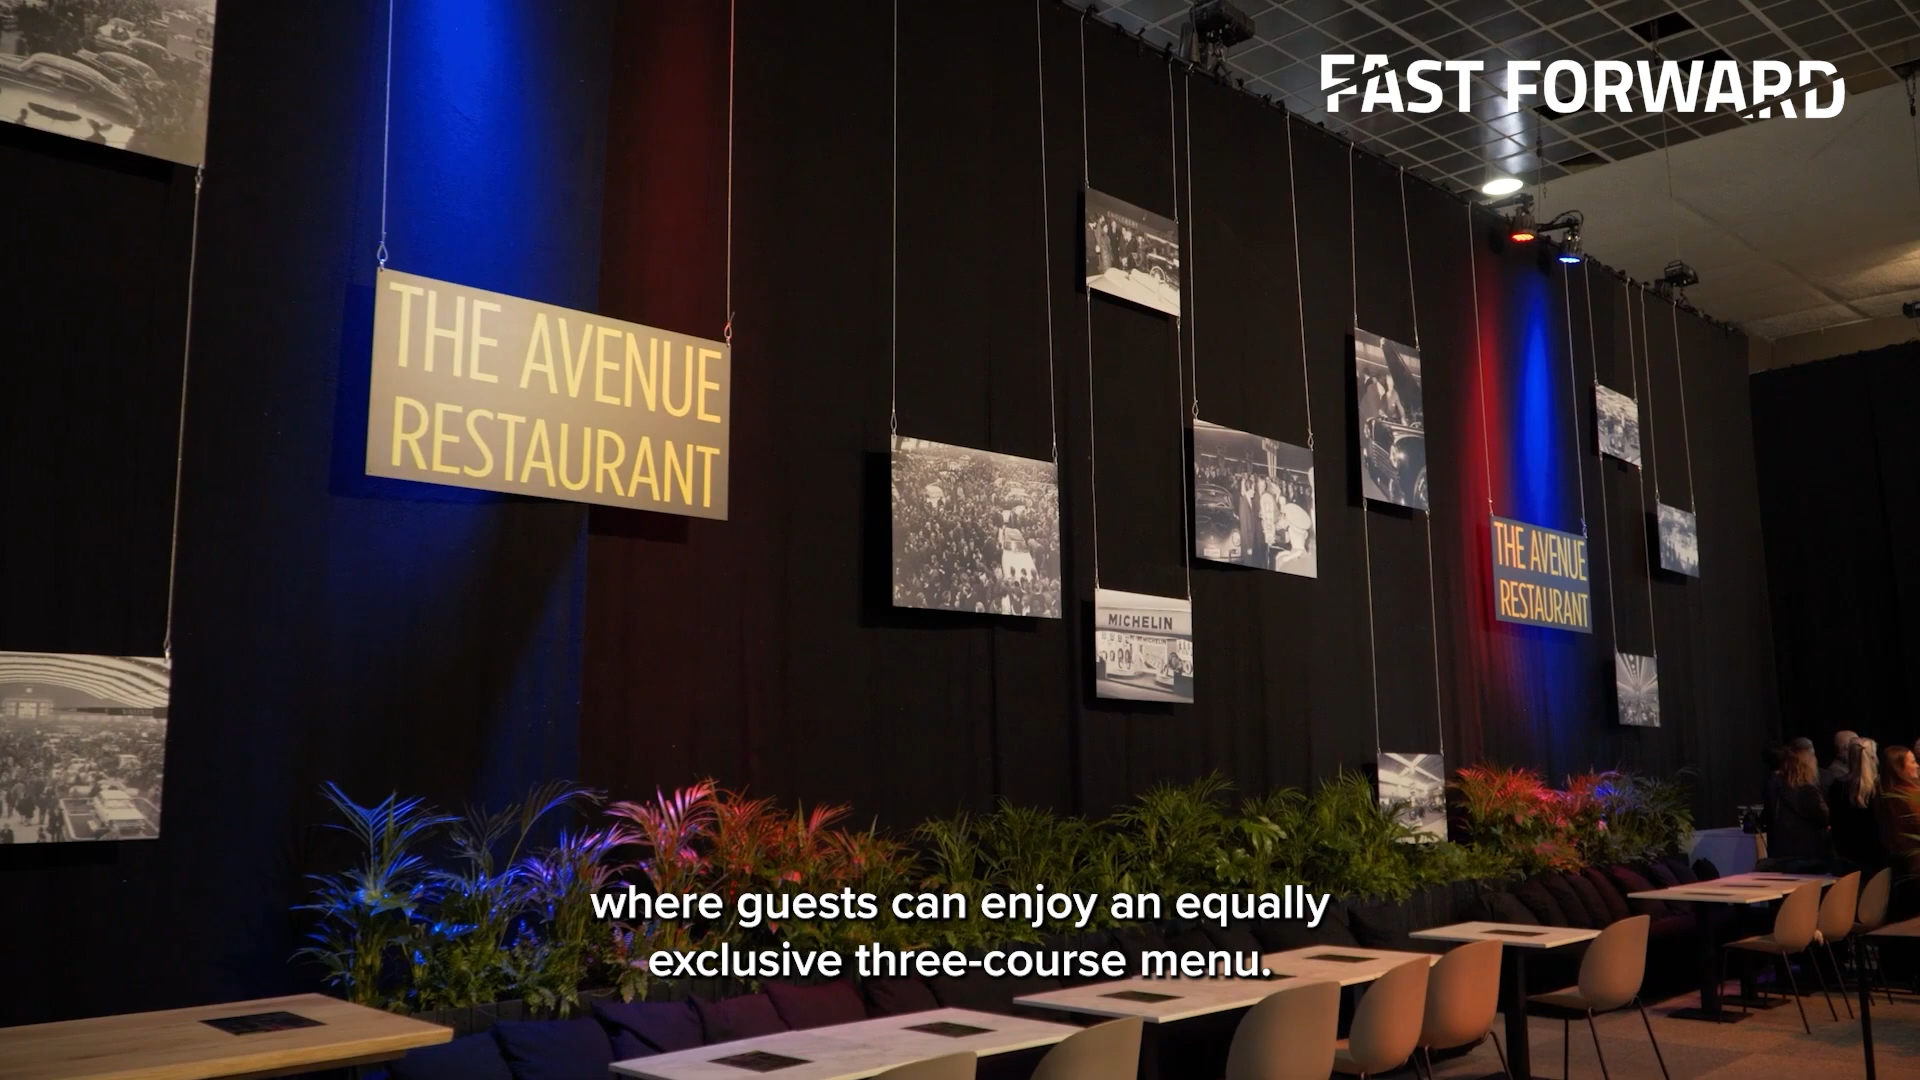 FAST FORWARD
THE AVENUE
RESTAURANT
MICHELIN
THE AVENUE
RESTAURANT
where guests can enjoy an equally
exclusive three-course menu.